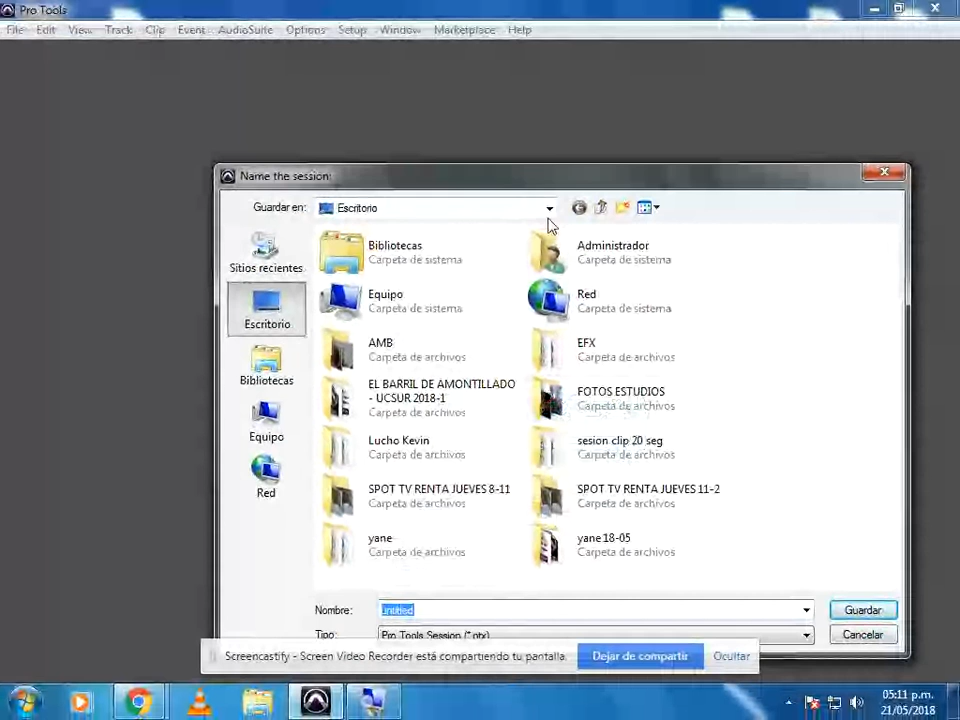 Pro Tools
File Edit View Track Clip Event AudioSuite Options Setup Window Marketplace Help
Name the session:
Guardar en: Escritorio
Sitios recientes
Escritorio
Bibliotecas
Equipo
Red
Bibliotecas
Carpeta de sistema
Administrador
Carpeta de sistema
Equipo
Carpeta de sistema
Red
Carpeta de sistema
AMB
Carpeta de archivos
EFX
Carpeta de archivos
EL BARRIL DE AMONTILLADO
- UCSUR 2018-1
Carpeta de archivos
FOTOS ESTUDIOS
Carpeta de archivos
Lucho Kevin
Carpeta de archivos
sesion clip 20 seg
Carpeta de archivos
SPOT TV RENTA JUEVES 8-11
Carpeta de archivos
SPOT TV RENTA JUEVES 11-2
Carpeta de archivos
yane
Carpeta de archivos
yane 18-05
Carpeta de archivos
Nombre: untitled Guardar
Tipo: Pro Tools Session (*.ptx) Cancelar
Screencastify - Screen Video Recorder está compartiendo tu pantalla. Dejar de compartir Ocultar
05:11 p.m.
21/05/2018